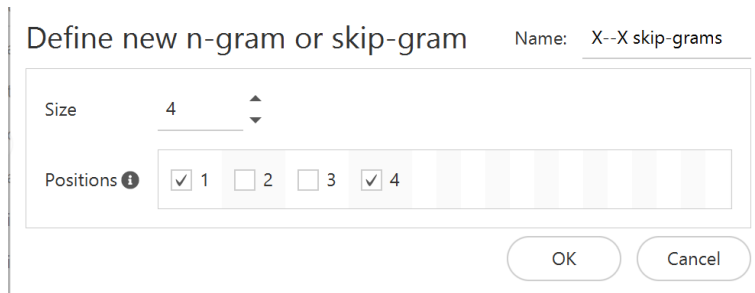 Define new n-gram or skip-gram Name: X--X skip-grams
Size 4
Positions 1 2 3 4
OK Cancel